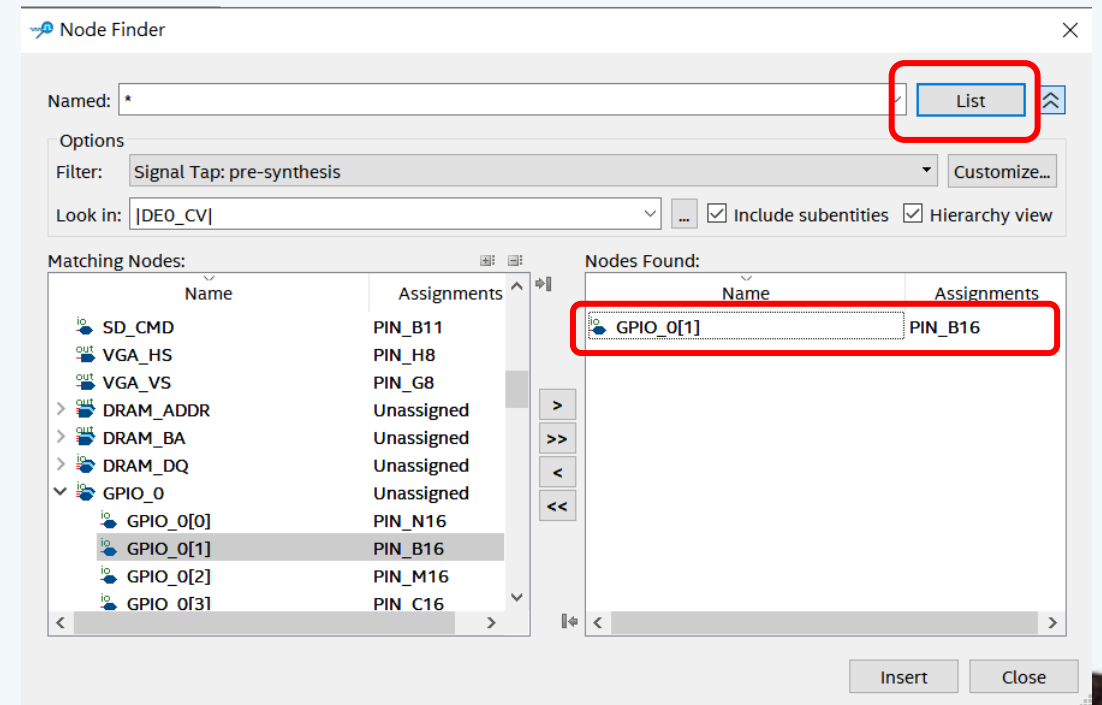 Node Finder
Named: *
List
Options
Filter: Signal Tap: pre-synthesis
Customize...
Look in: |DE0_CV|
...
Include subentities
Hierarchy view
Matching Nodes:
Name Assignments
SD_CMD PIN_B11
VGA_HS PIN_H8
VGA_VS PIN_G8
DRAM_ADDR Unassigned
DRAM_BA Unassigned
DRAM_DQ Unassigned
GPIO_0 Unassigned
GPIO_0[0] PIN_N16
GPIO_0[1] PIN_B16
GPIO_0[2] PIN_M16
GPIO_0[3] PIN_C16
>
>>
<
<<
Nodes Found:
Name Assignments
GPIO_0[1] PIN_B16
Insert
Close